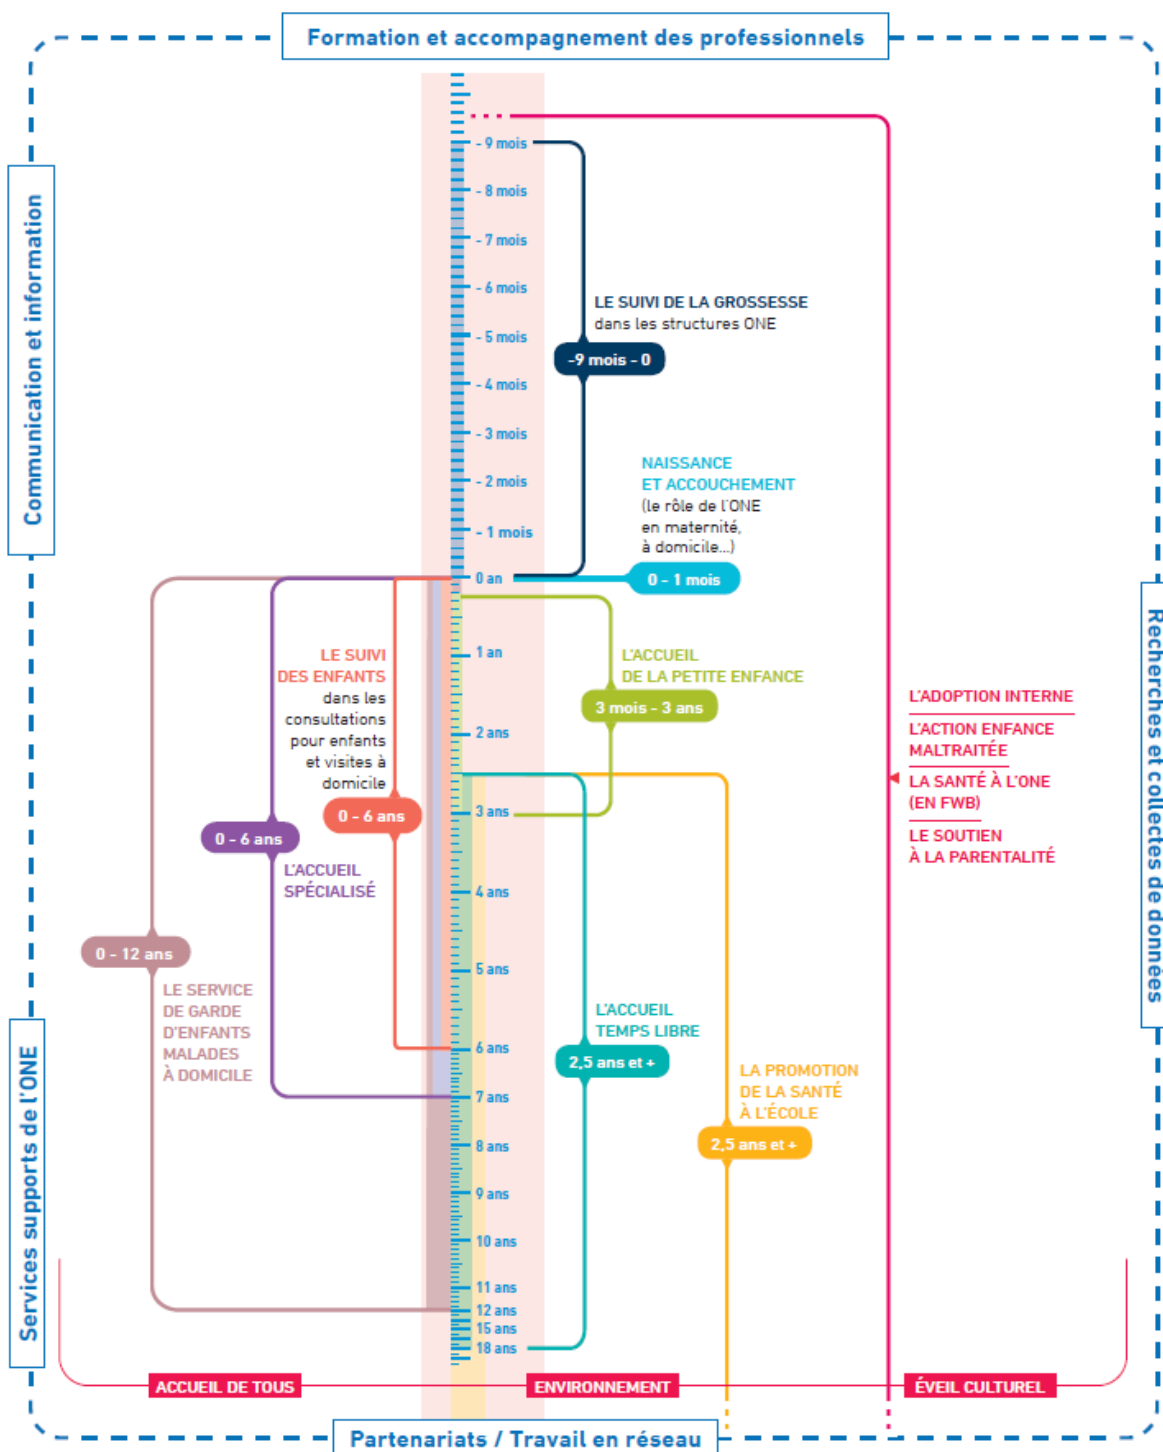 Formation et accompagnement des professionnels
Communication et information
- 9 mois
- 8 mois
- 7 mois
- 6 mois
- 5 mois
- 4 mois
- 3 mois
- 2 mois
- 1 mois
0 an
1 an
2 ans
3 ans
4 ans
5 ans
6 ans
7 ans
8 ans
9 ans
10 ans
11 ans
12 ans
15 ans
18 ans
LE SUIVI DE LA GROSSESSE
dans les structures ONE
-9 mois - 0
NAISSANCE
ET ACCOUCHEMENT
(le rôle de l'ONE
en maternité,
à domicile...)
0 - 1 mois
LE SUIVI
DES ENFANTS
dans les
consultations
pour enfants
et visites à
domicile
0 - 6 ans
L'ACCUEIL
DE LA PETITE ENFANCE
3 mois - 3 ans
0 - 6 ans
L'ACCUEIL
SPÉCIALISÉ
0 - 12 ans
LE SERVICE
DE GARDE
D'ENFANTS
MALADES
À DOMICILE
L'ACCUEIL
TEMPS LIBRE
2,5 ans et +
LA PROMOTION
DE LA SANTÉ
À L'ÉCOLE
2,5 ans et +
L'ADOPTION INTERNE
L'ACTION ENFANCE
MALTRAITÉE
LA SANTÉ À L'ONE
(EN FWB)
LE SOUTIEN
À LA PARENTALITÉ
Recherches et collectes de données
Services supports de l'ONE
ACCUEIL DE TOUS
ENVIRONNEMENT
ÉVEIL CULTUREL
Partenariats / Travail en réseau